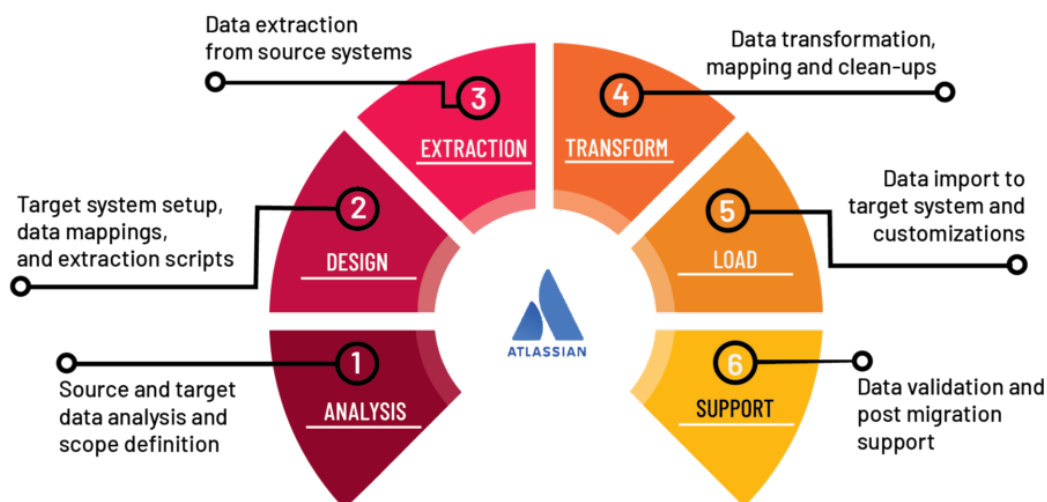 Data extraction
from source systems
3
EXTRACTION
Data transformation,
mapping and clean-ups
4
TRANSFORM
Target system setup,
data mappings,
and extraction scripts
2
DESIGN
Data import to
target system and
customizations
5
LOAD
ATLASSIAN
Source and target
data analysis and
scope definition
1
ANALYSIS
Data validation and
post migration
support
6
SUPPORT